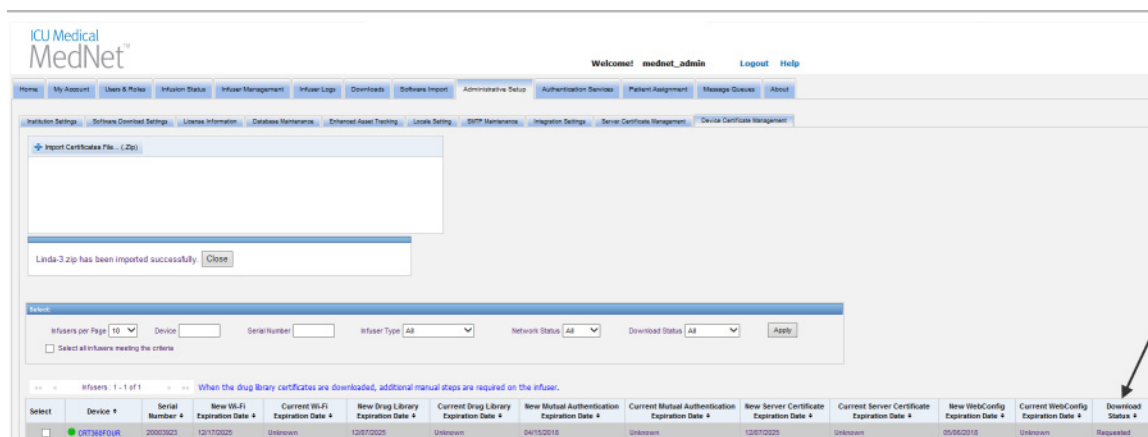 ICU Medical
MedNet™
Welcome! mednet_admin Logout Help
Home My Account Users & Roles Infusion Status Infuser Management Infuser Logs Downloads Software Import Administrative Setup Authentication Services Patient Assignment Message Queues About
Institution Settings Software Download Settings License Information Database Maintenance Enhanced Asset Tracking Locale Setting SMTP Maintenance Integration Settings Server Certificate Management Device Certificate Management
Import Certificates File... (.Zip)
Linda-3.zip has been imported successfully. Close
Select:
Infusers per Page 10 Device Serial Number Infuser Type All Network Status All Download Status All Apply
Select all infusers meeting the criteria
Infusers : 1 - 1 of 1 When the drug library certificates are downloaded, additional manual steps are required on the infuser.
Select Device Serial Number New Wi-Fi Expiration Date Current Wi-Fi Expiration Date New Drug Library Expiration Date Current Drug Library Expiration Date New Mutual Authentication Expiration Date Current Mutual Authentication Expiration Date New Server Certificate Expiration Date Current Server Certificate Expiration Date New WebConfig Expiration Date Current WebConfig Expiration Date Download Status
CRT360FOUR 20003923 12/17/2025 Unknown 12/07/2025 Unknown 04/15/2018 Unknown 12/07/2025 Unknown 05/06/2018 Unknown Requested